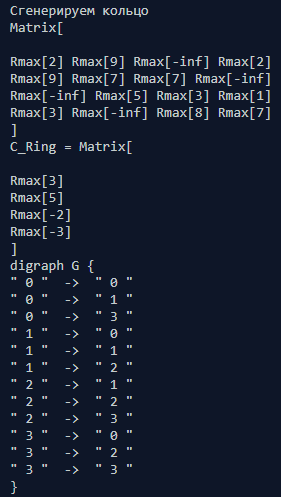 Сгенерируем кольцо
Matrix[
Rmax[2] Rmax[9] Rmax[-inf] Rmax[2]
Rmax[9] Rmax[7] Rmax[7] Rmax[-inf]
Rmax[-inf] Rmax[5] Rmax[3] Rmax[1]
Rmax[3] Rmax[-inf] Rmax[8] Rmax[7]
]
C_Ring = Matrix[
Rmax[3]
Rmax[5]
Rmax[-2]
Rmax[-3]
]
digraph G {
" 0 "  ->  " 0 "
" 0 "  ->  " 1 "
" 0 "  ->  " 3 "
" 1 "  ->  " 0 "
" 1 "  ->  " 1 "
" 1 "  ->  " 2 "
" 2 "  ->  " 1 "
" 2 "  ->  " 2 "
" 2 "  ->  " 3 "
" 3 "  ->  " 0 "
" 3 "  ->  " 2 "
" 3 "  ->  " 3 "
}